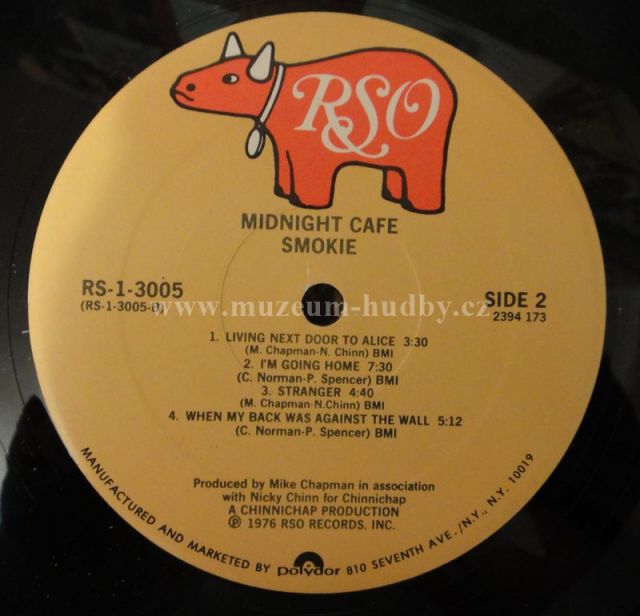 RSO
MIDNIGHT CAFE
SMOKIE
RS-1-3005
(RS-1-3005-B)
SIDE 2
2394 173
www.muzeum-hudby.cz
1. LIVING NEXT DOOR TO ALICE 3:30
(M. Chapman-N. Chinn) BMI
2. I'M GOING HOME 7:30
(C. Norman-P. Spencer) BMI
3. STRANGER 4:40
(M. Chapman-N.Chinn) BMI
4. WHEN MY BACK WAS AGAINST THE WALL 5:12
(C. Norman-P. Spencer) BMI
Produced by Mike Chapman in association
with Nicky Chinn for Chinnichap
A CHINNICHAP PRODUCTION
℗ 1976 RSO RECORDS, INC.
MANUFACTURED AND MARKETED BY polydor 810 SEVENTH AVE./N.Y., N.Y. 10019